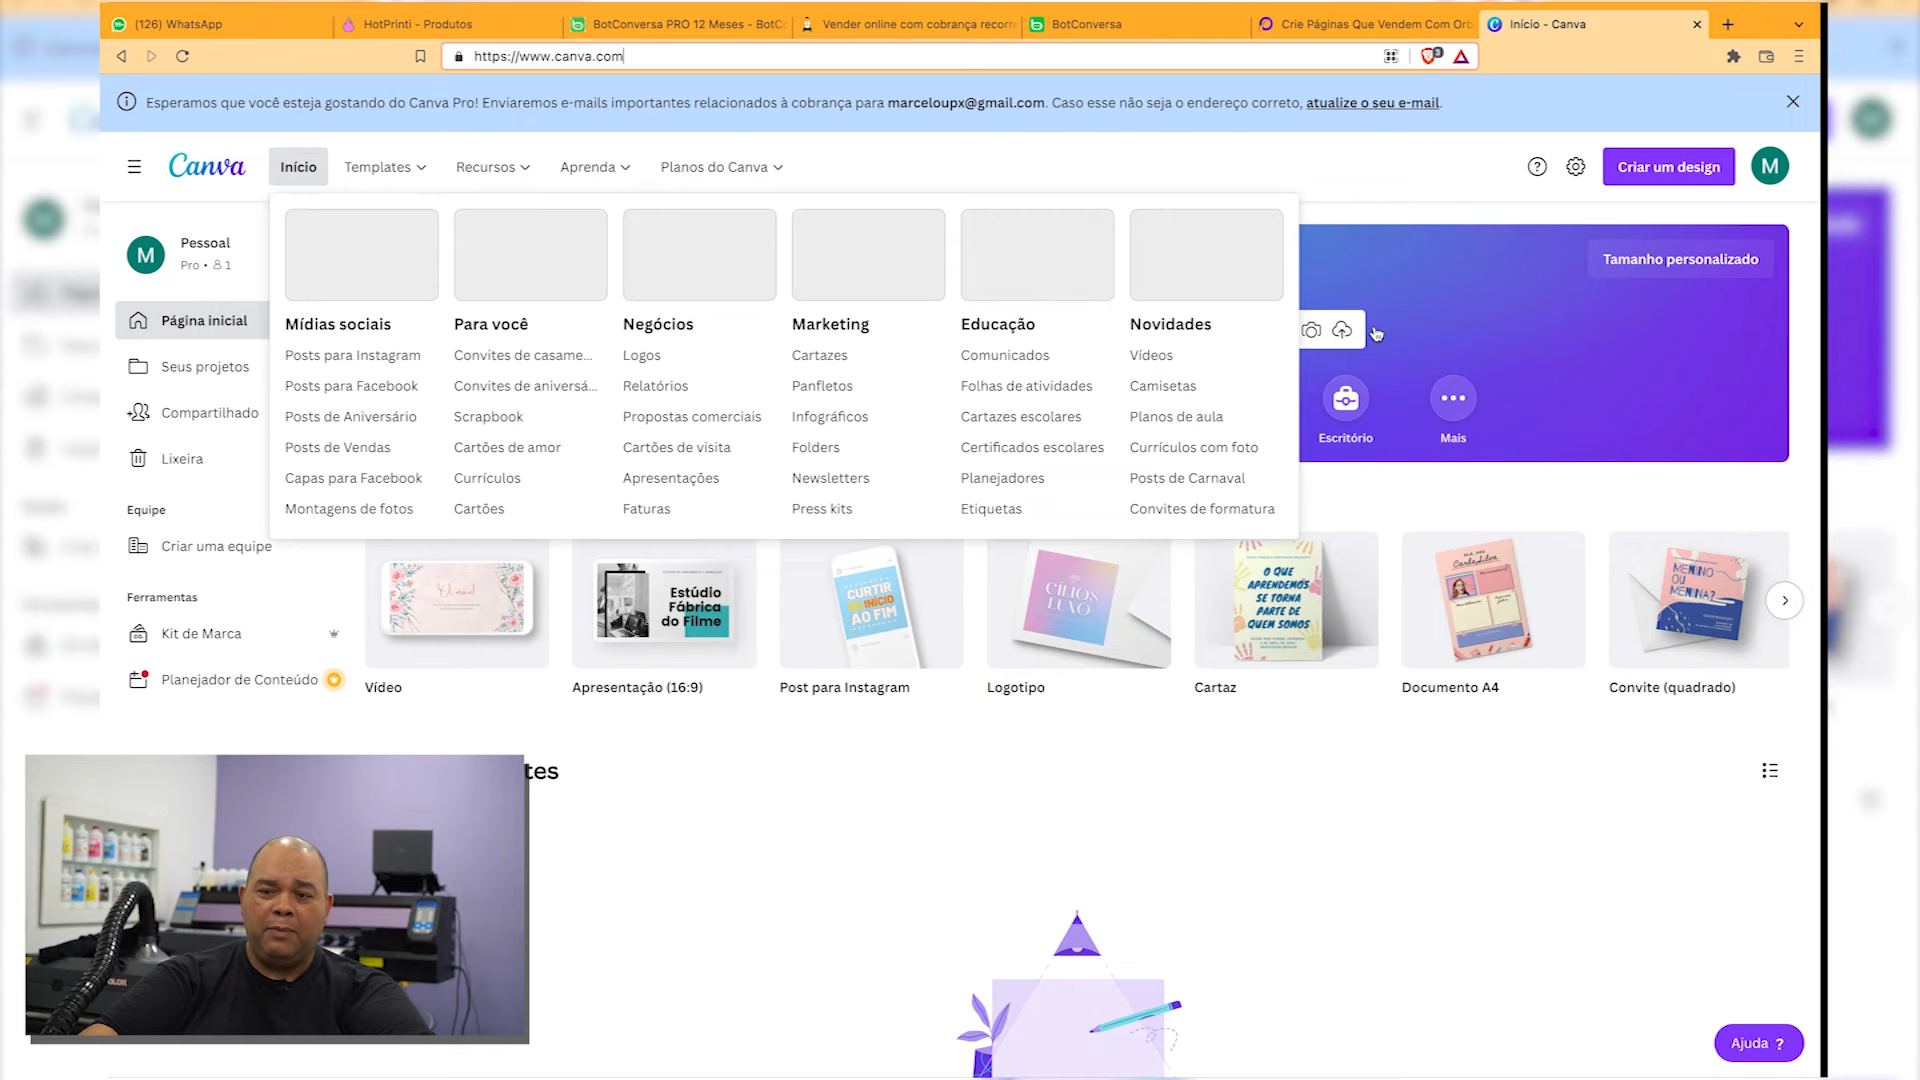 (126) WhatsApp
HotPrinti - Produtos
BotConversa PRO 12 Meses - BotCo
Vender online com cobrança recorr
BotConversa
Crie Páginas Que Vendem Com Orb
Início - Canva
https://www.canva.com
3
Esperamos que você esteja gostando do Canva Pro! Enviaremos e-mails importantes relacionados à cobrança para marceloupx@gmail.com. Caso esse não seja o endereço correto, atualize o seu e-mail.
Canva
Início
Templates
Recursos
Aprenda
Planos do Canva
Criar um design
M
M
Pessoal
Pro • 1
Página inicial
Seus projetos
Compartilhado
Lixeira
Equipe
Criar uma equipe
Ferramentas
Kit de Marca
Planejador de Conteúdo
Mídias sociais
Posts para Instagram
Posts para Facebook
Posts de Aniversário
Posts de Vendas
Capas para Facebook
Montagens de fotos
Para você
Convites de casame...
Convites de aniversá...
Scrapbook
Cartões de amor
Currículos
Cartões
Negócios
Logos
Relatórios
Propostas comerciais
Cartões de visita
Apresentações
Faturas
Marketing
Cartazes
Panfletos
Infográficos
Folders
Newsletters
Press kits
Educação
Comunicados
Folhas de atividades
Cartazes escolares
Certificados escolares
Planejadores
Etiquetas
Novidades
Vídeos
Camisetas
Planos de aula
Currículos com foto
Posts de Carnaval
Convites de formatura
Tamanho personalizado
Escritório
Mais
Estúdio
Fábrica
do Filme
CURTIR
DO INÍCIO
AO FIM
CÍLIOS
LUXO
O QUE
APRENDEMOS
SE TORNA
PARTE DE
QUEM SOMOS
MENINO
OU
MENINA?
Vídeo
Apresentação (16:9)
Post para Instagram
Logotipo
Cartaz
Documento A4
Convite (quadrado)
tes
Ajuda ?